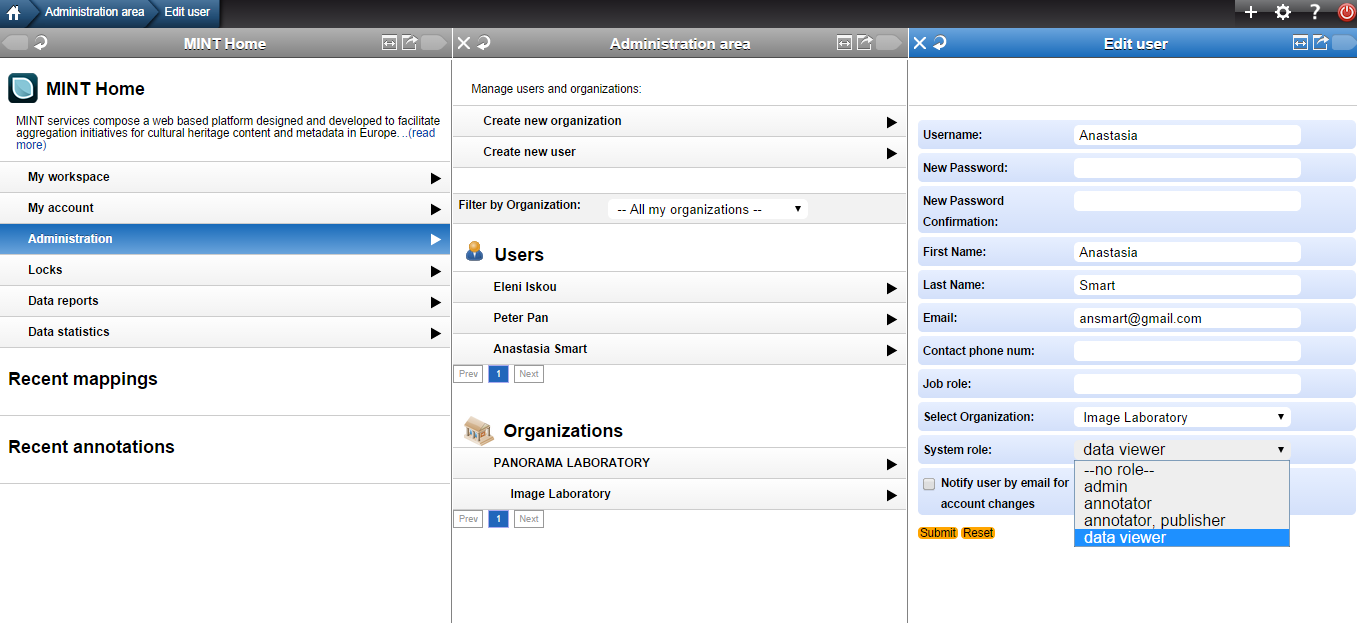 Administration area
Edit user
?
MINT Home
MINT Home
MINT services compose a web based platform designed and developed to facilitate
aggregation initiatives for cultural heritage content and metadata in Europe...(read
more)
My workspace
My account
Administration
Locks
Data reports
Data statistics
Recent mappings
Recent annotations
Administration area
Manage users and organizations:
Create new organization
Create new user
Filter by Organization:
-- All my organizations --
Users
Eleni Iskou
Peter Pan
Anastasia Smart
Prev 1 Next
Organizations
PANORAMA LABORATORY
Image Laboratory
Prev 1 Next
Edit user
Username: Anastasia
New Password:
New Password
Confirmation:
First Name: Anastasia
Last Name: Smart
Email: ansmart@gmail.com
Contact phone num:
Job role:
Select Organization: Image Laboratory
System role: data viewer
--no role--
admin
annotator
annotator, publisher
data viewer
Notify user by email for
account changes
Submit Reset